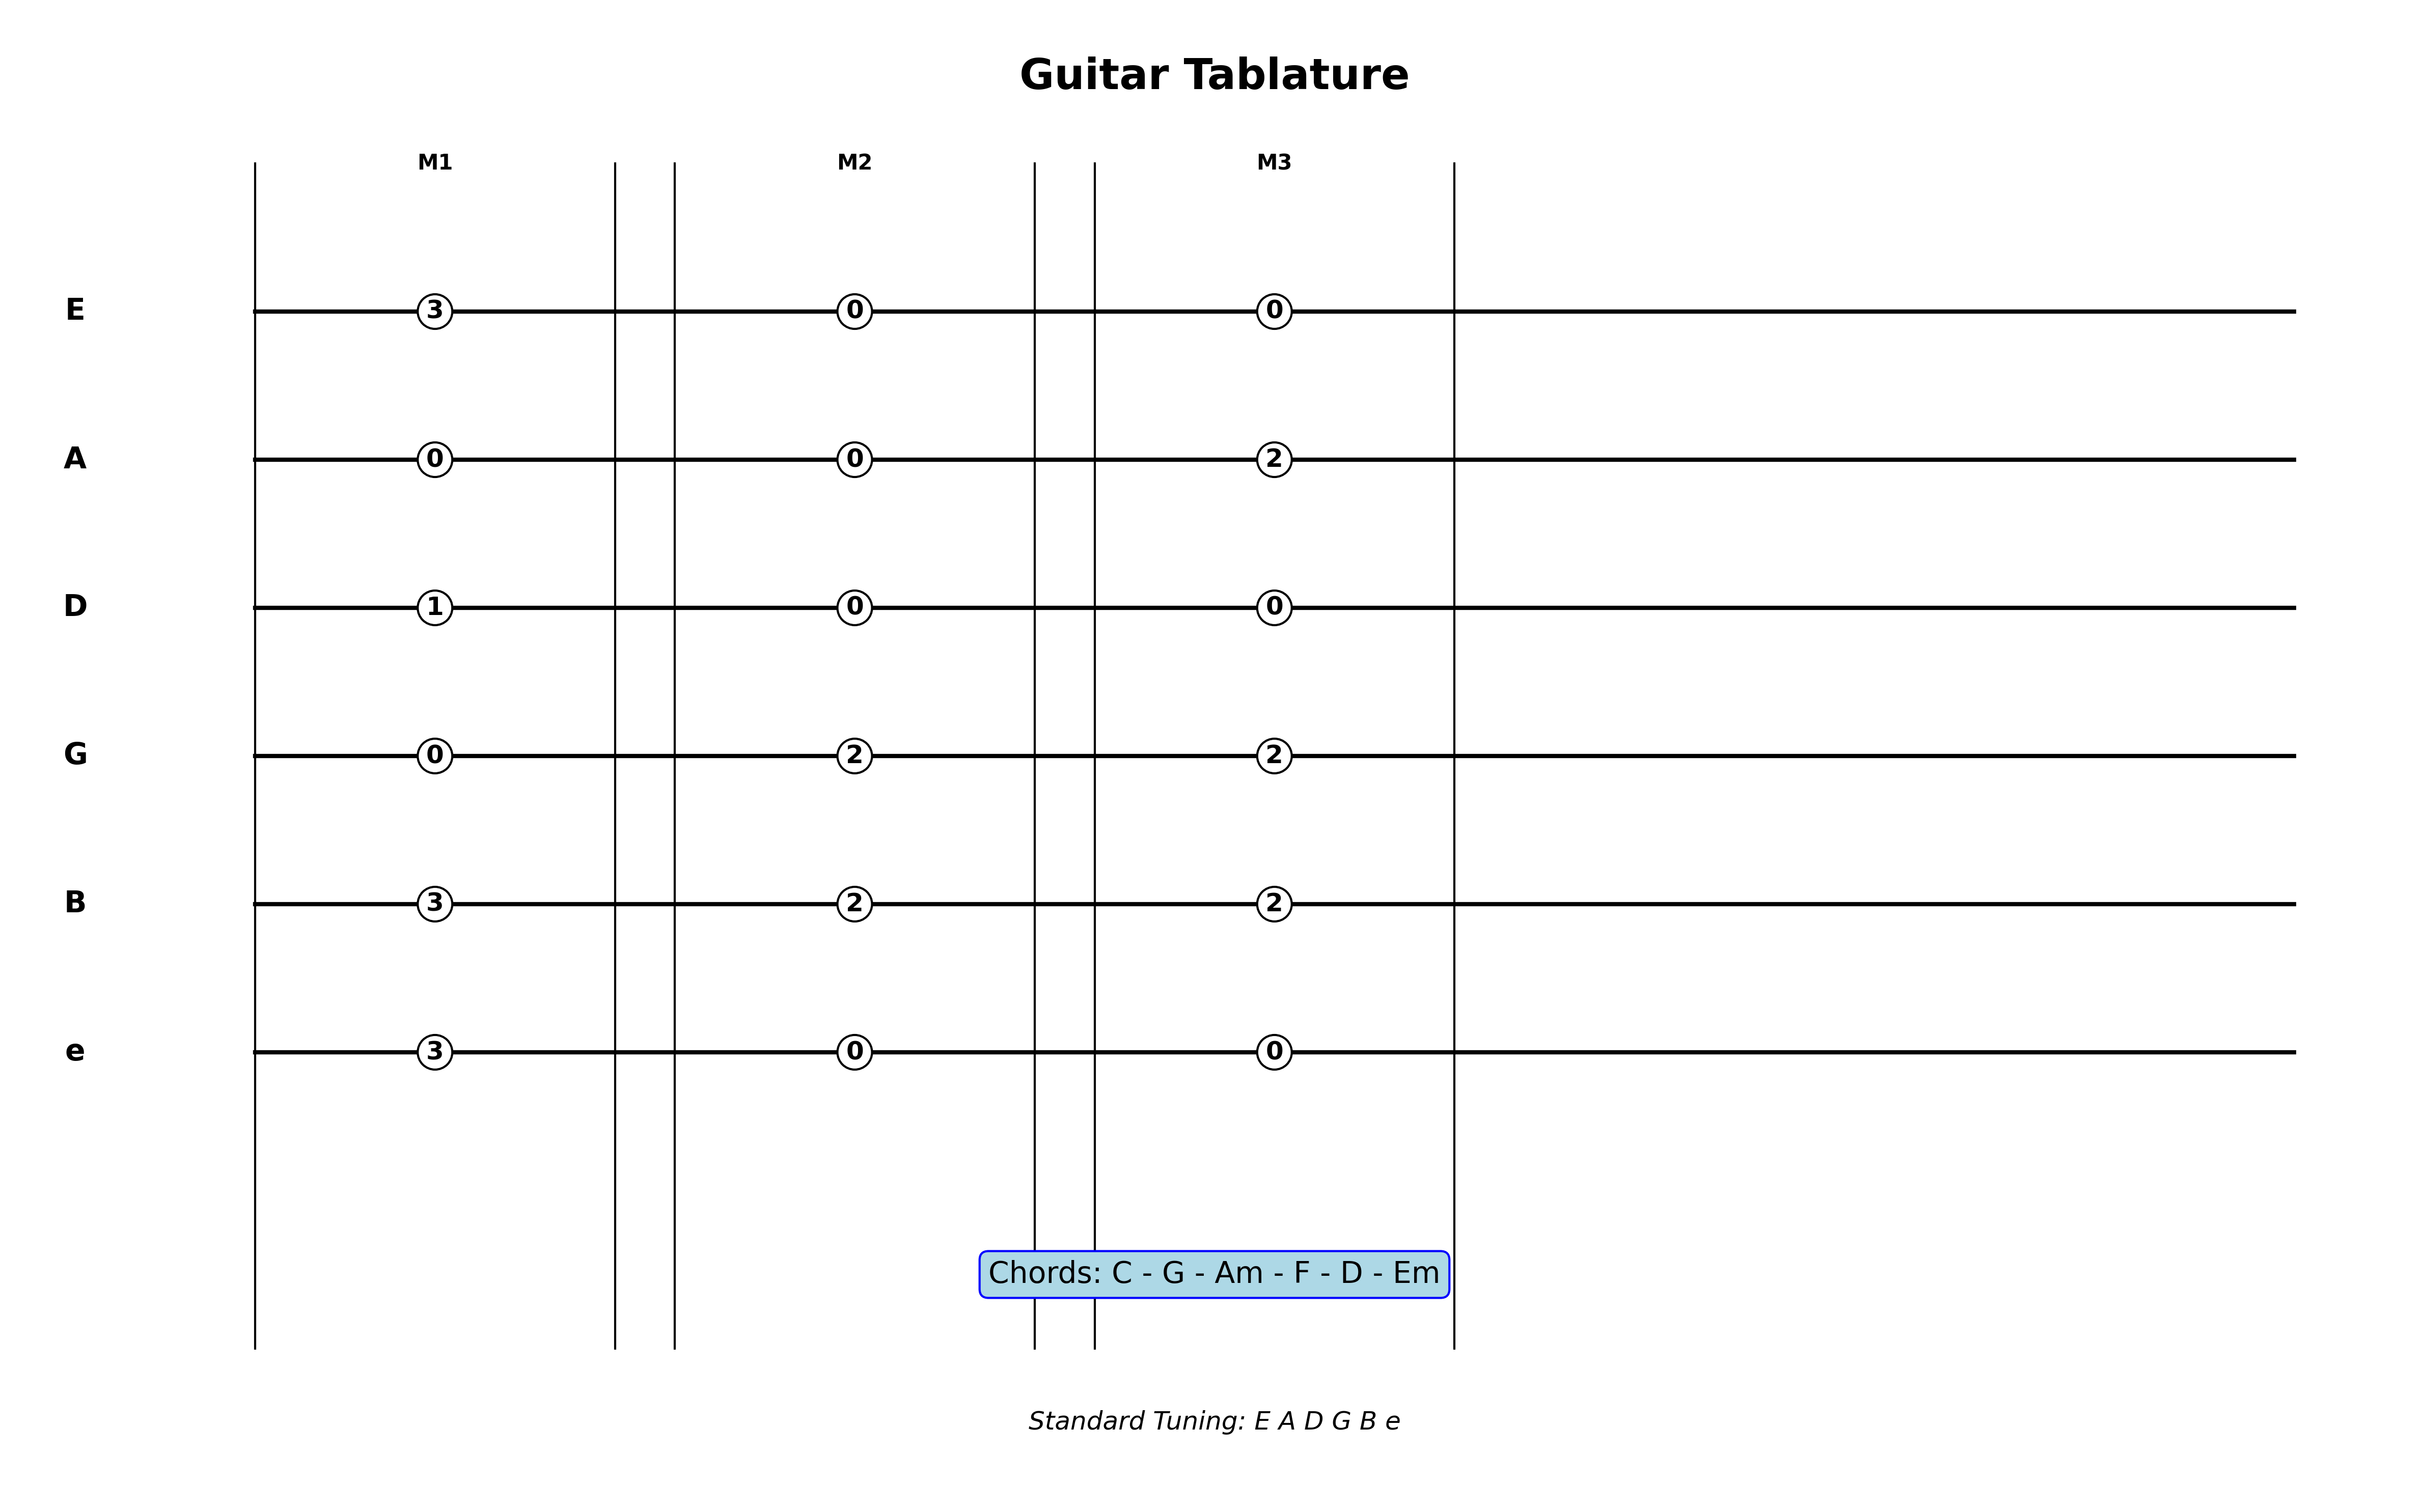 Guitar Tablature
M1 M2 M3
E 3 0 0
A 0 0 2
D 1 0 0
G 0 2 2
B 3 2 2
e 3 0 0
Chords: C - G - Am - F - D - Em
Standard Tuning: E A D G B e